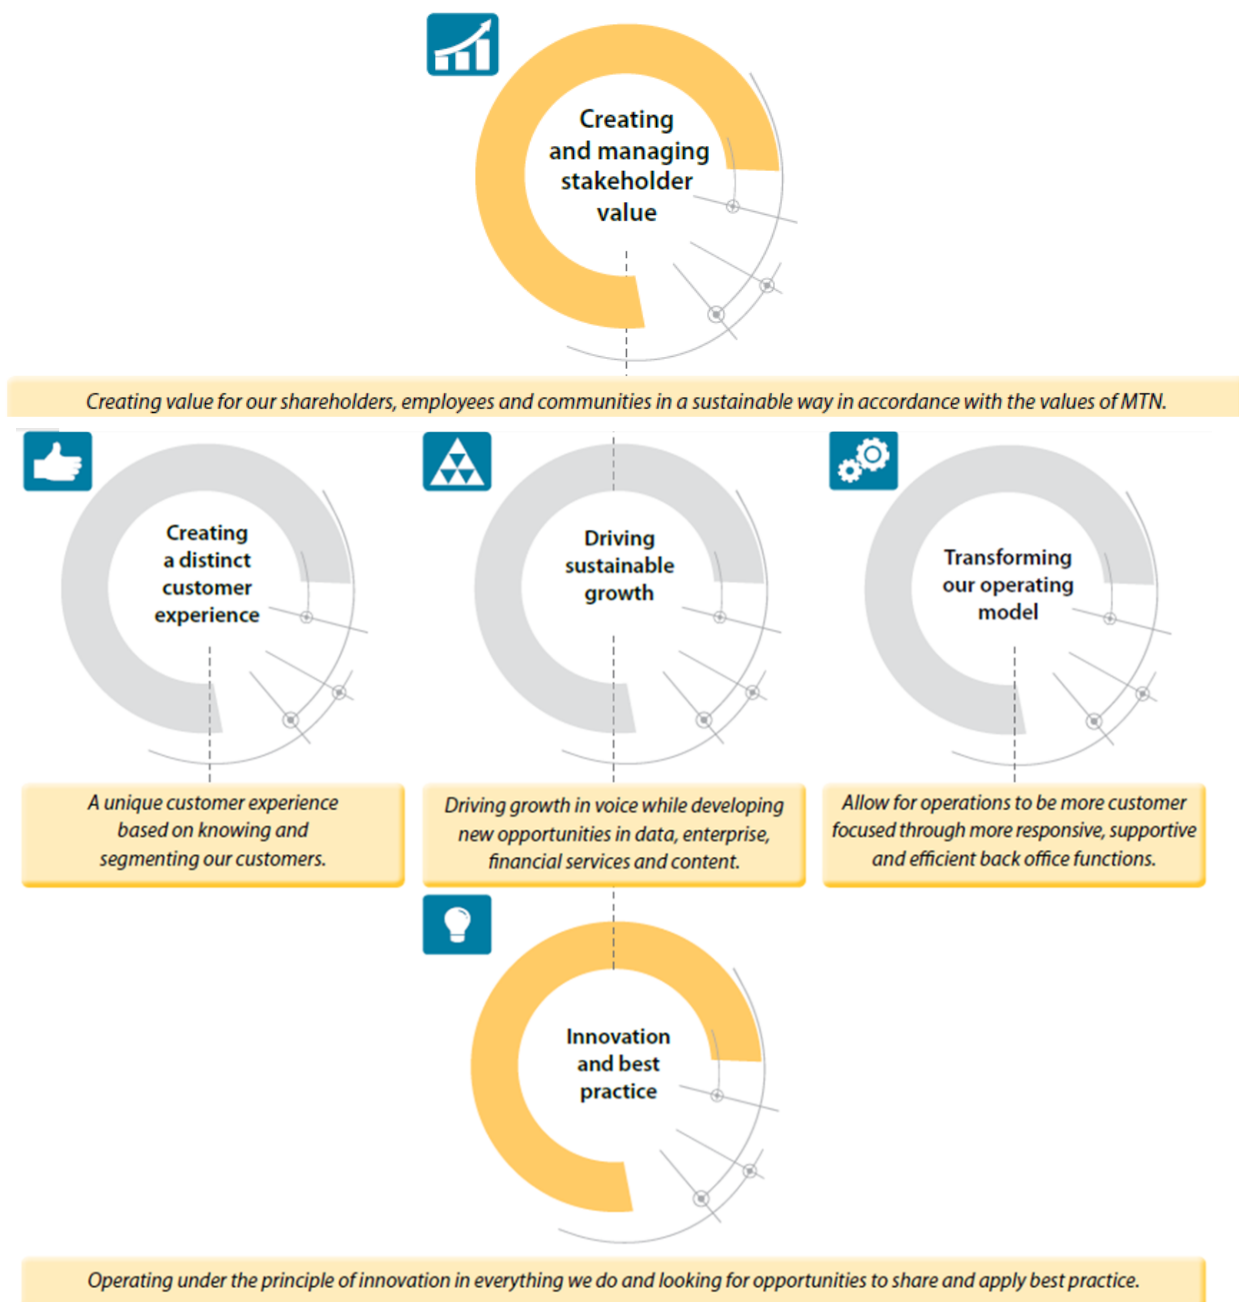 Creating
and managing
stakeholder
value
Creating value for our shareholders, employees and communities in a sustainable way in accordance with the values of MTN.
Creating
a distinct
customer
experience
A unique customer experience
based on knowing and
segmenting our customers.
Driving
sustainable
growth
Driving growth in voice while developing
new opportunities in data, enterprise,
financial services and content.
Transforming
our operating
model
Allow for operations to be more customer
focused through more responsive, supportive
and efficient back office functions.
Innovation
and best
practice
Operating under the principle of innovation in everything we do and looking for opportunities to share and apply best practice.